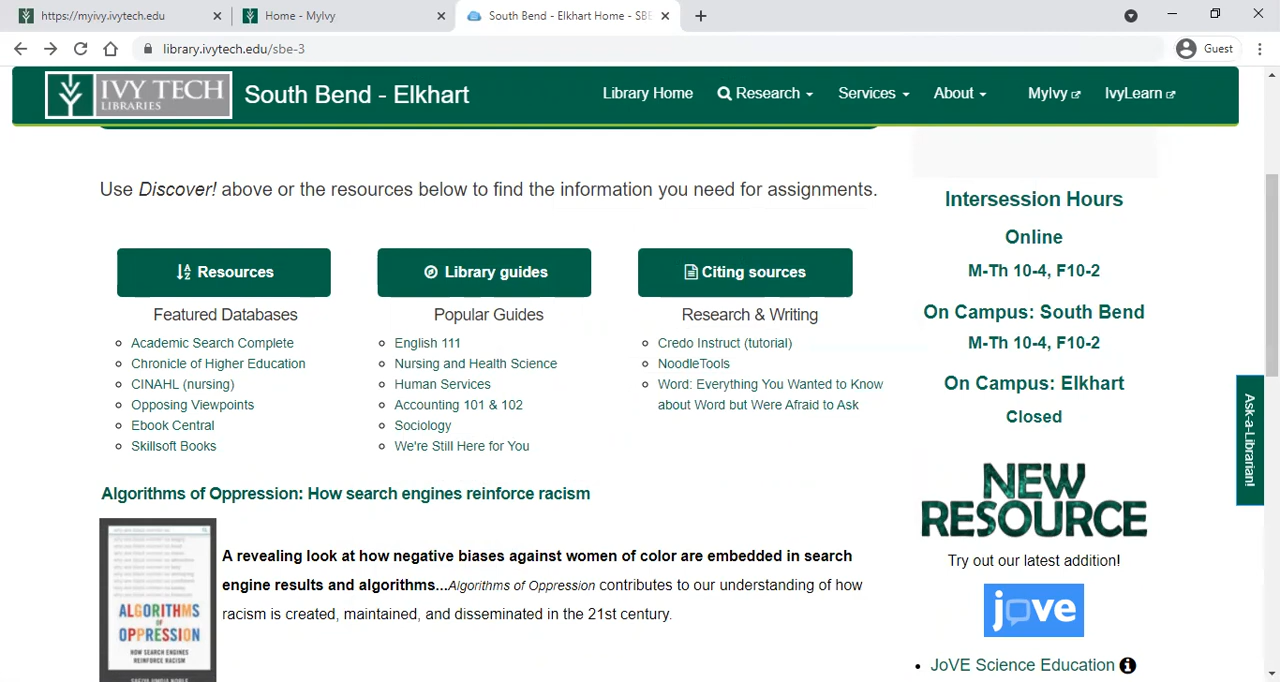 https://myivy.ivytech.edu
Home - MyIvy
South Bend - Elkhart Home - SBE
library.ivytech.edu/sbe-3
Guest
IVY TECH
LIBRARIES
South Bend - Elkhart
Library Home
Research
Services
About
MyIvy
IvyLearn
Use Discover! above or the resources below to find the information you need for assignments.
Resources
Featured Databases
Academic Search Complete
Chronicle of Higher Education
CINAHL (nursing)
Opposing Viewpoints
Ebook Central
Skillsoft Books
Library guides
Popular Guides
English 111
Nursing and Health Science
Human Services
Accounting 101 & 102
Sociology
We're Still Here for You
Citing sources
Research & Writing
Credo Instruct (tutorial)
NoodleTools
Word: Everything You Wanted to Know
about Word but Were Afraid to Ask
Algorithms of Oppression: How search engines reinforce racism
ALGORITHMS
OF
OPPRESSION
HOW SEARCH ENGINES
REINFORCE RACISM
A revealing look at how negative biases against women of color are embedded in search
engine results and algorithms...Algorithms of Oppression contributes to our understanding of how
racism is created, maintained, and disseminated in the 21st century.
Intersession Hours
Online
M-Th 10-4, F10-2
On Campus: South Bend
M-Th 10-4, F10-2
On Campus: Elkhart
Closed
NEW
RESOURCE
Try out our latest addition!
jove
JoVE Science Education
Ask-a-Librarian!